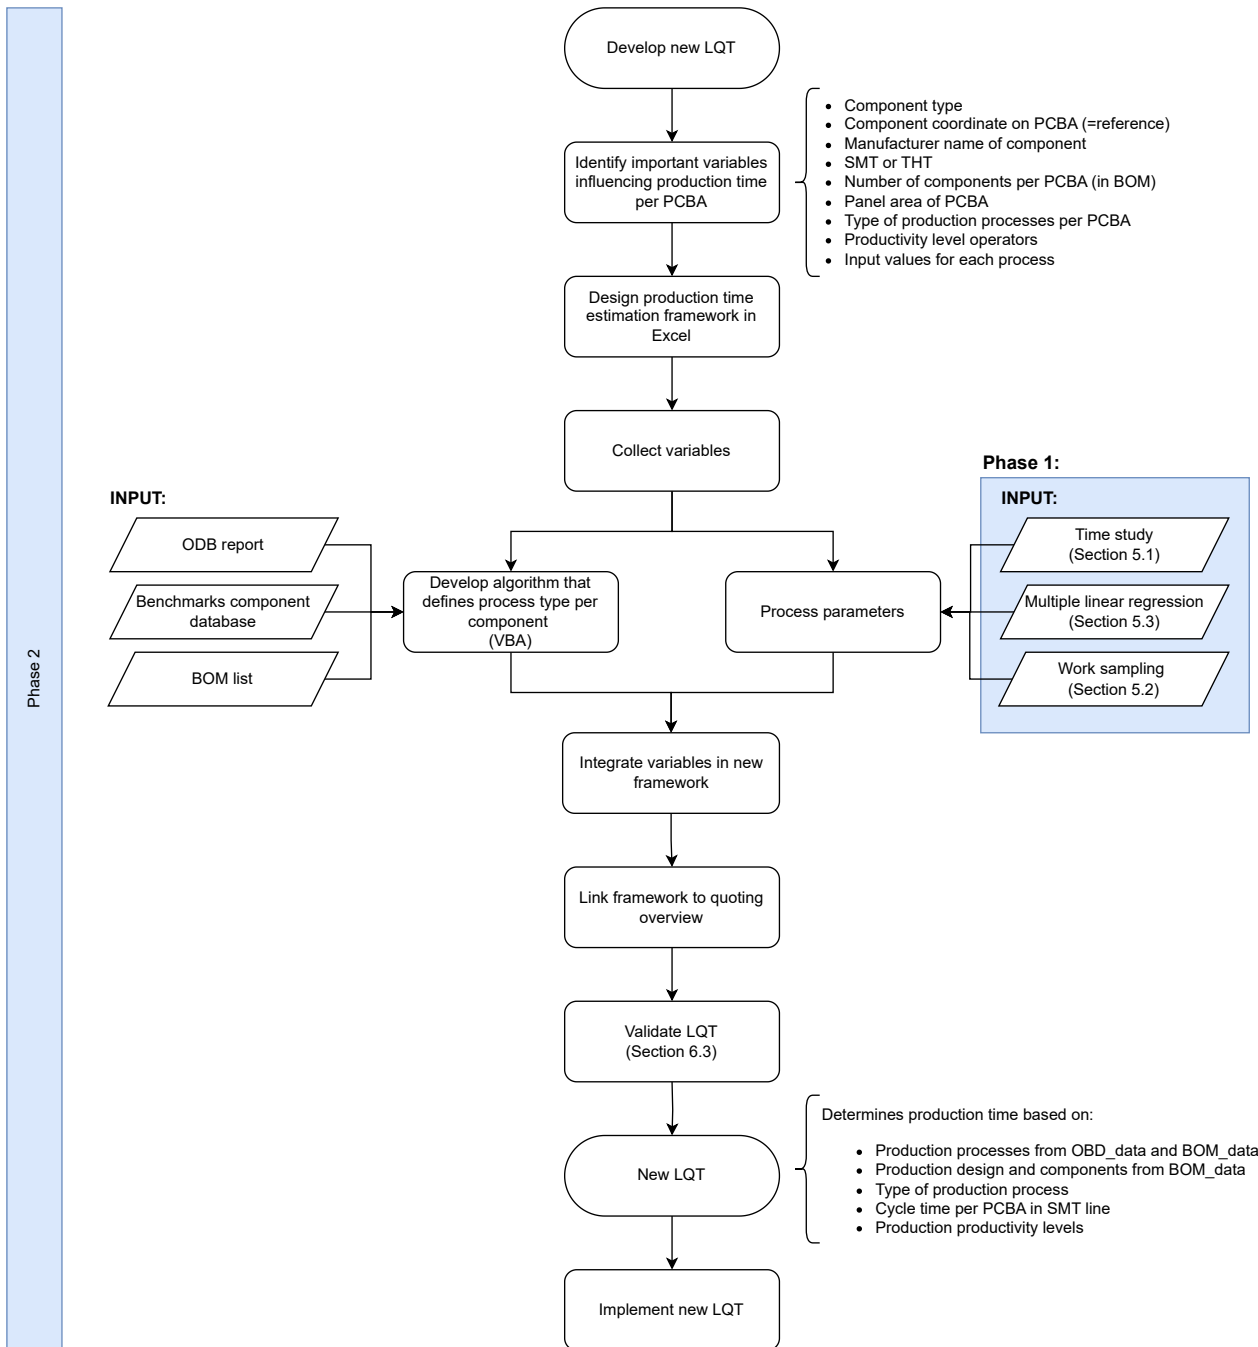 Develop new LQT
Identify important variables
influencing production time
per PCBA
• Component type
• Component coordinate on PCBA (=reference)
• Manufacturer name of component
• SMT or THT
• Number of components per PCBA (in BOM)
• Panel area of PCBA
• Type of production processes per PCBA
• Productivity level operators
• Input values for each process
Design production time
estimation framework in
Excel
Collect variables
Phase 2
INPUT:
ODB report
Benchmarks component
database
BOM list
Develop algorithm that
defines process type per
component
(VBA)
Process parameters
Phase 1:
INPUT:
Time study
(Section 5.1)
Multiple linear regression
(Section 5.3)
Work sampling
(Section 5.2)
Integrate variables in new
framework
Link framework to quoting
overview
Validate LQT
(Section 6.3)
New LQT
Determines production time based on:
• Production processes from OBD_data and BOM_data
• Production design and components from BOM_data
• Type of production process
• Cycle time per PCBA in SMT line
• Production productivity levels
Implement new LQT